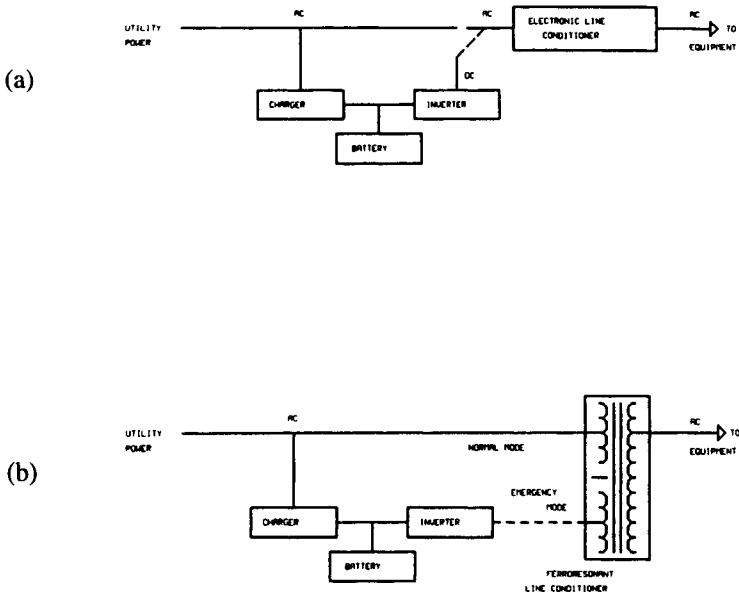 (a)
AC
AC
AC
UTILITY
POWER
ELECTRONIC LINE
CONDITIONER
TO
EQUIPMENT
DC
CHARGER
INVERTER
BATTERY
(b)
AC
AC
UTILITY
POWER
NORMAL MODE
TO
EQUIPMENT
EMERGENCY
MODE
CHARGER
INVERTER
BATTERY
FERRORESONANT
LINE CONDITIONER